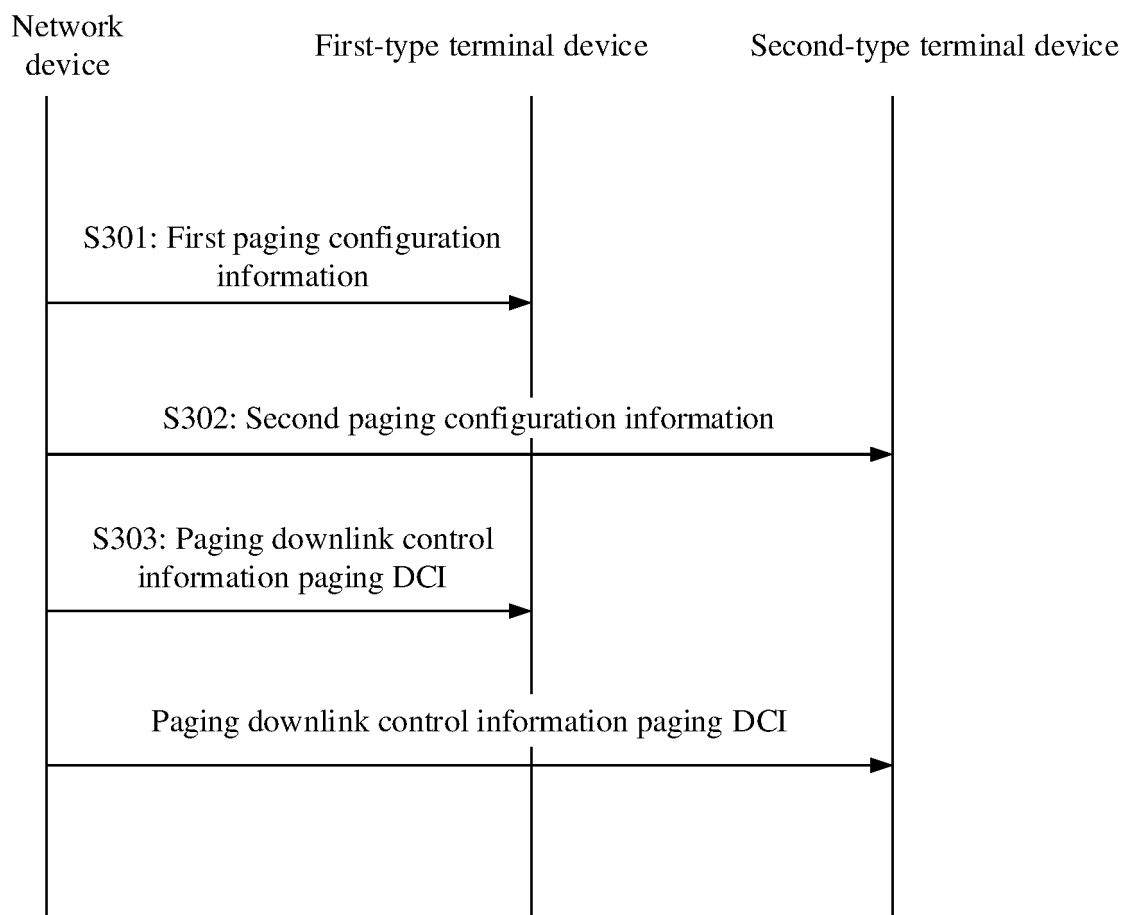 Network
device
First-type terminal device
Second-type terminal device
S301: First paging configuration
information
S302: Second paging configuration information
S303: Paging downlink control
information paging DCI
Paging downlink control information paging DCI